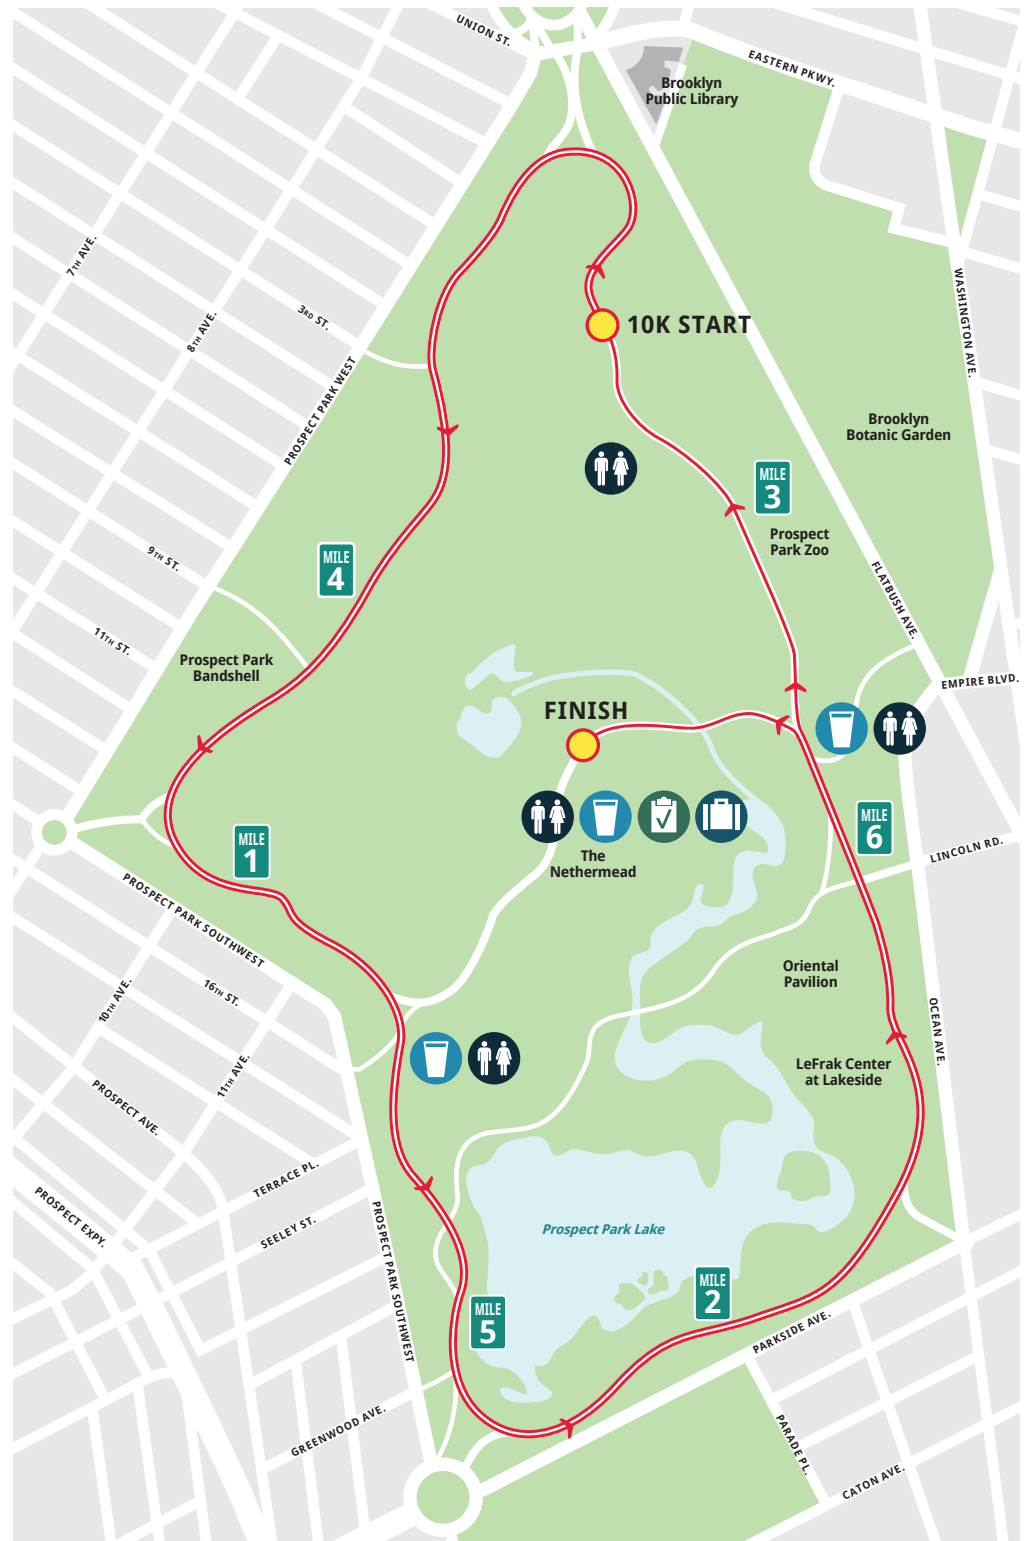 UNION ST.
EASTERN PKWY.
Brooklyn
Public Library
7TH AVE.
8TH AVE.
3RD ST.
WASHINGTON AVE.
10K START
PROSPECT PARK WEST
Brooklyn
Botanic Garden
MILE
3
Prospect
Park Zoo
9TH ST.
MILE
4
FLATBUSH AVE.
11TH ST.
Prospect Park
Bandshell
EMPIRE BLVD.
FINISH
MILE
1
MILE
6
LINCOLN RD.
The
Nethermead
PROSPECT PARK SOUTHWEST
Oriental
Pavilion
16TH ST.
10TH AVE.
OCEAN AVE.
LeFrak Center
at Lakeside
11TH AVE.
PROSPECT AVE.
TERRACE PL.
PROSPECT EXPY.
SEELEY ST.
PROSPECT PARK SOUTHWEST
Prospect Park Lake
MILE
2
MILE
5
PARKSIDE AVE.
GREENWOOD AVE.
PARADE PL.
CATON AVE.